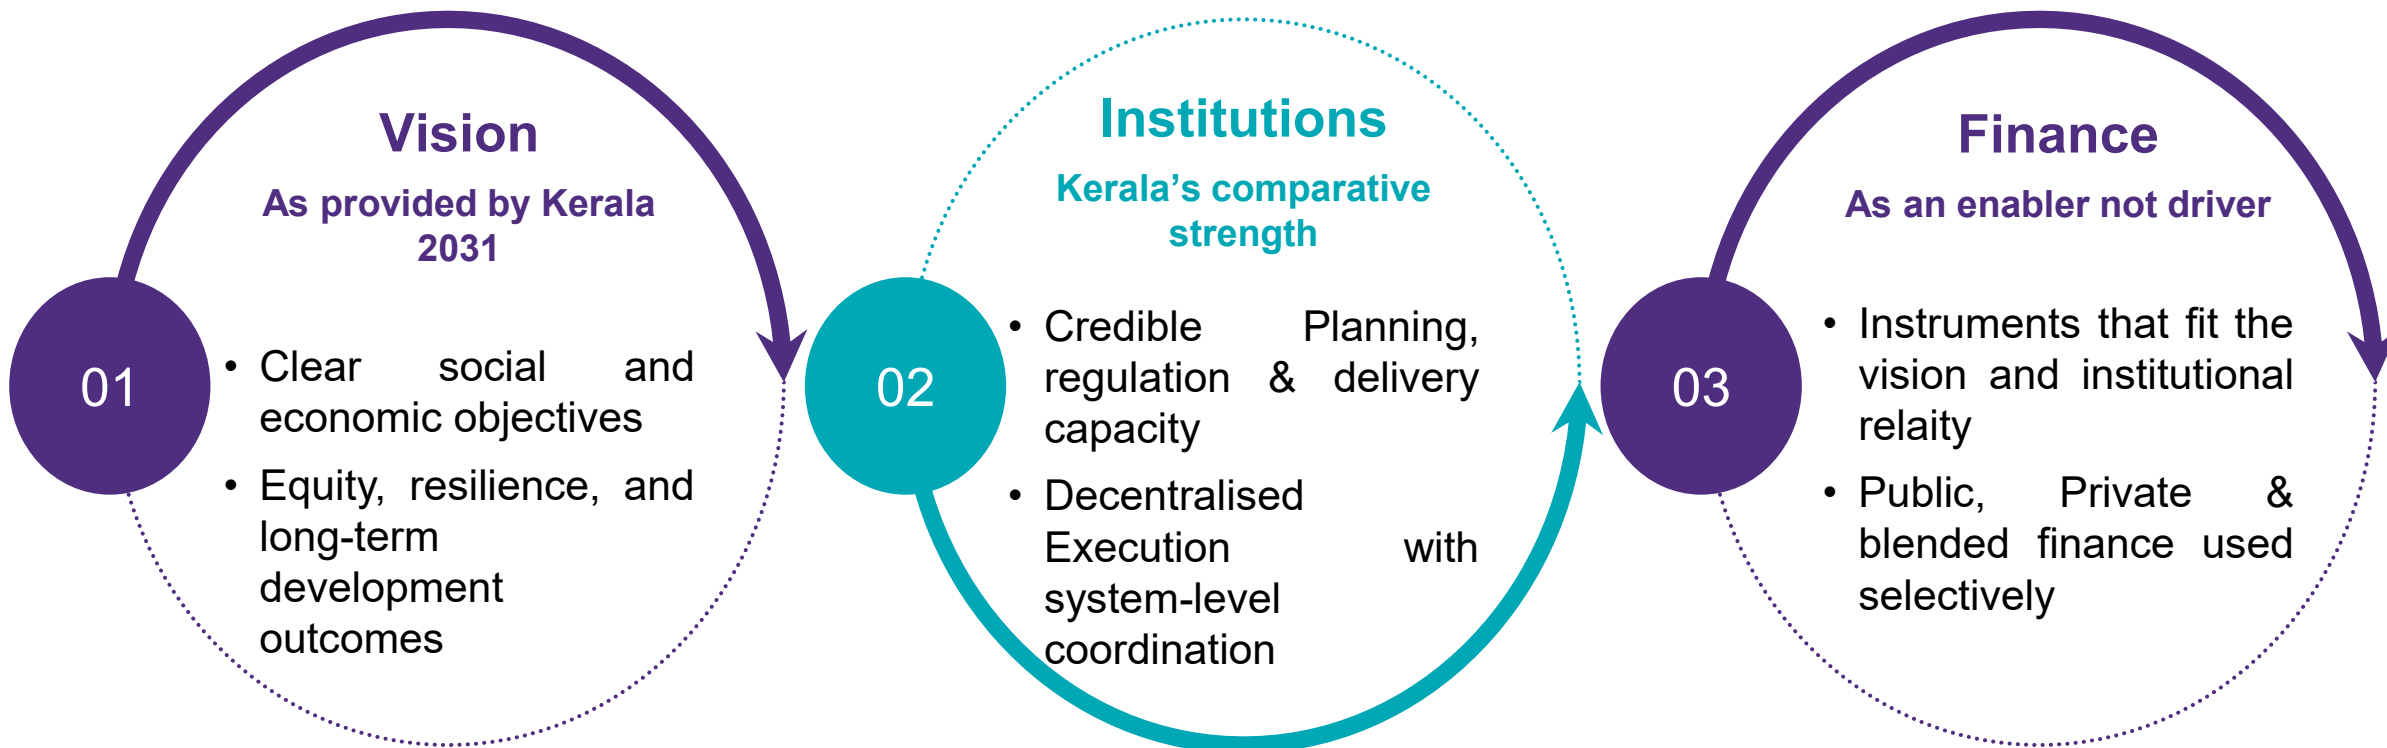 01
Vision
As provided by Kerala
2031
• Clear social and
economic objectives
• Equity, resilience, and
long-term
development
outcomes
02
Institutions
Kerala’s comparative
strength
• Credible Planning,
regulation & delivery
capacity
• Decentralised
Execution with
system-level
coordination
03
Finance
As an enabler not driver
• Instruments that fit the
vision and institutional
relaity
• Public, Private &
blended finance used
selectively